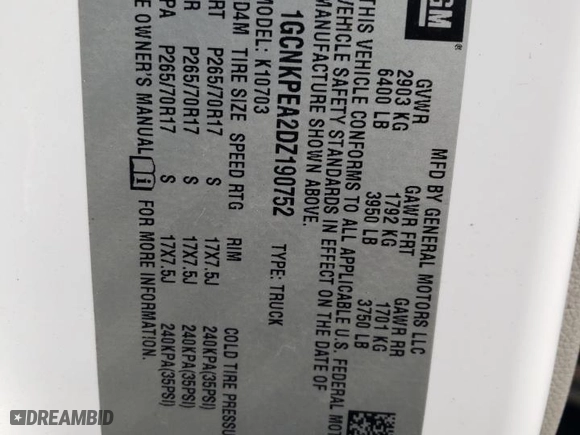 GM
®
MFD BY GENERAL MOTORS LLC
GVWR GAWR FRT GAWR RR
2903 KG 1792 KG 1701 KG
6400 LB 3950 LB 3750 LB
THIS VEHICLE CONFORMS TO ALL APPLICABLE U.S. FEDERAL
VEHICLE SAFETY STANDARDS IN EFFECT ON THE DATE OF
MANUFACTURE SHOWN ABOVE.
1GCNKPEA2DZ190752 TYPE: TRUCK
MODEL: K10703
D4M TIRE SIZE SPEED RTG RIM COLD TIRE
RT P265/70R17 S 17X7.5J 240KPA(35PSI)
P265/70R17 S 17X7.5J 240KPA(35PSI)
PA P265/70R17 S 17X7.5J 240KPA(35PSI)
OWNER'S MANUAL i FOR MORE INFORMATION.
DREAMBID